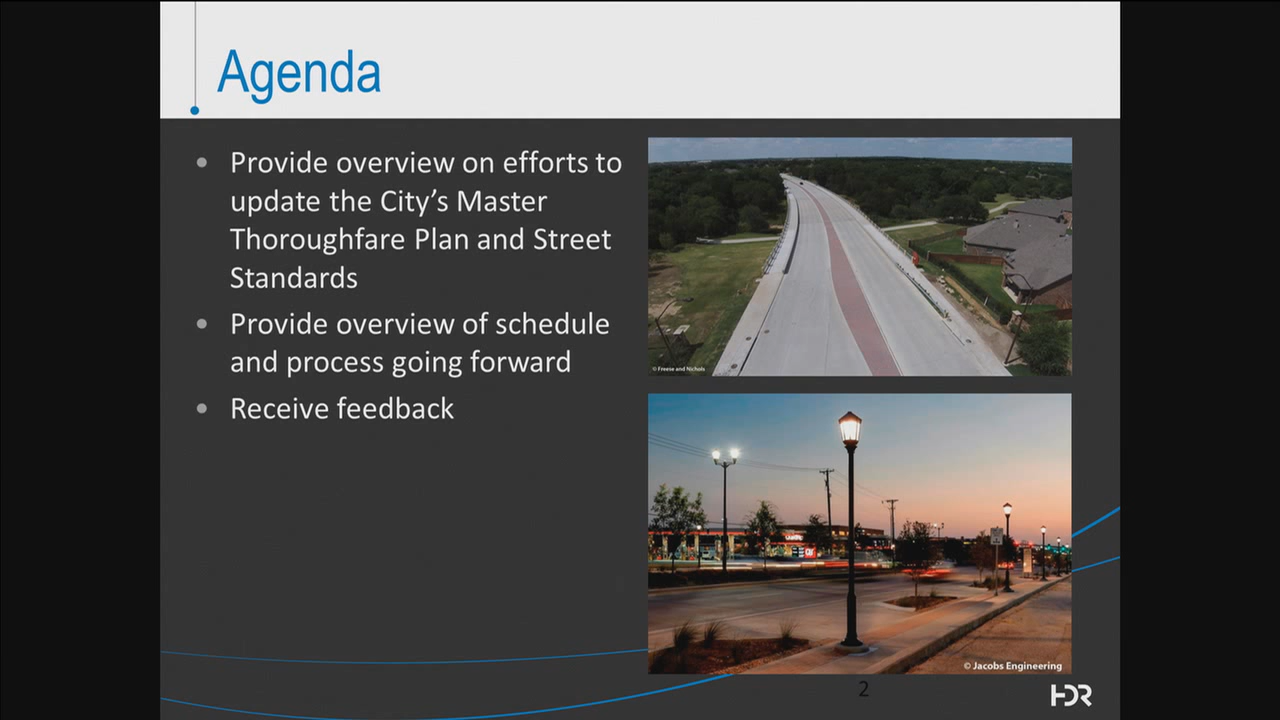 Agenda
• Provide overview on efforts to
update the City's Master
Thoroughfare Plan and Street
Standards
• Provide overview of schedule
and process going forward
• Receive feedback
© Freese and Nichols
© Jacobs Engineering
2
HDR